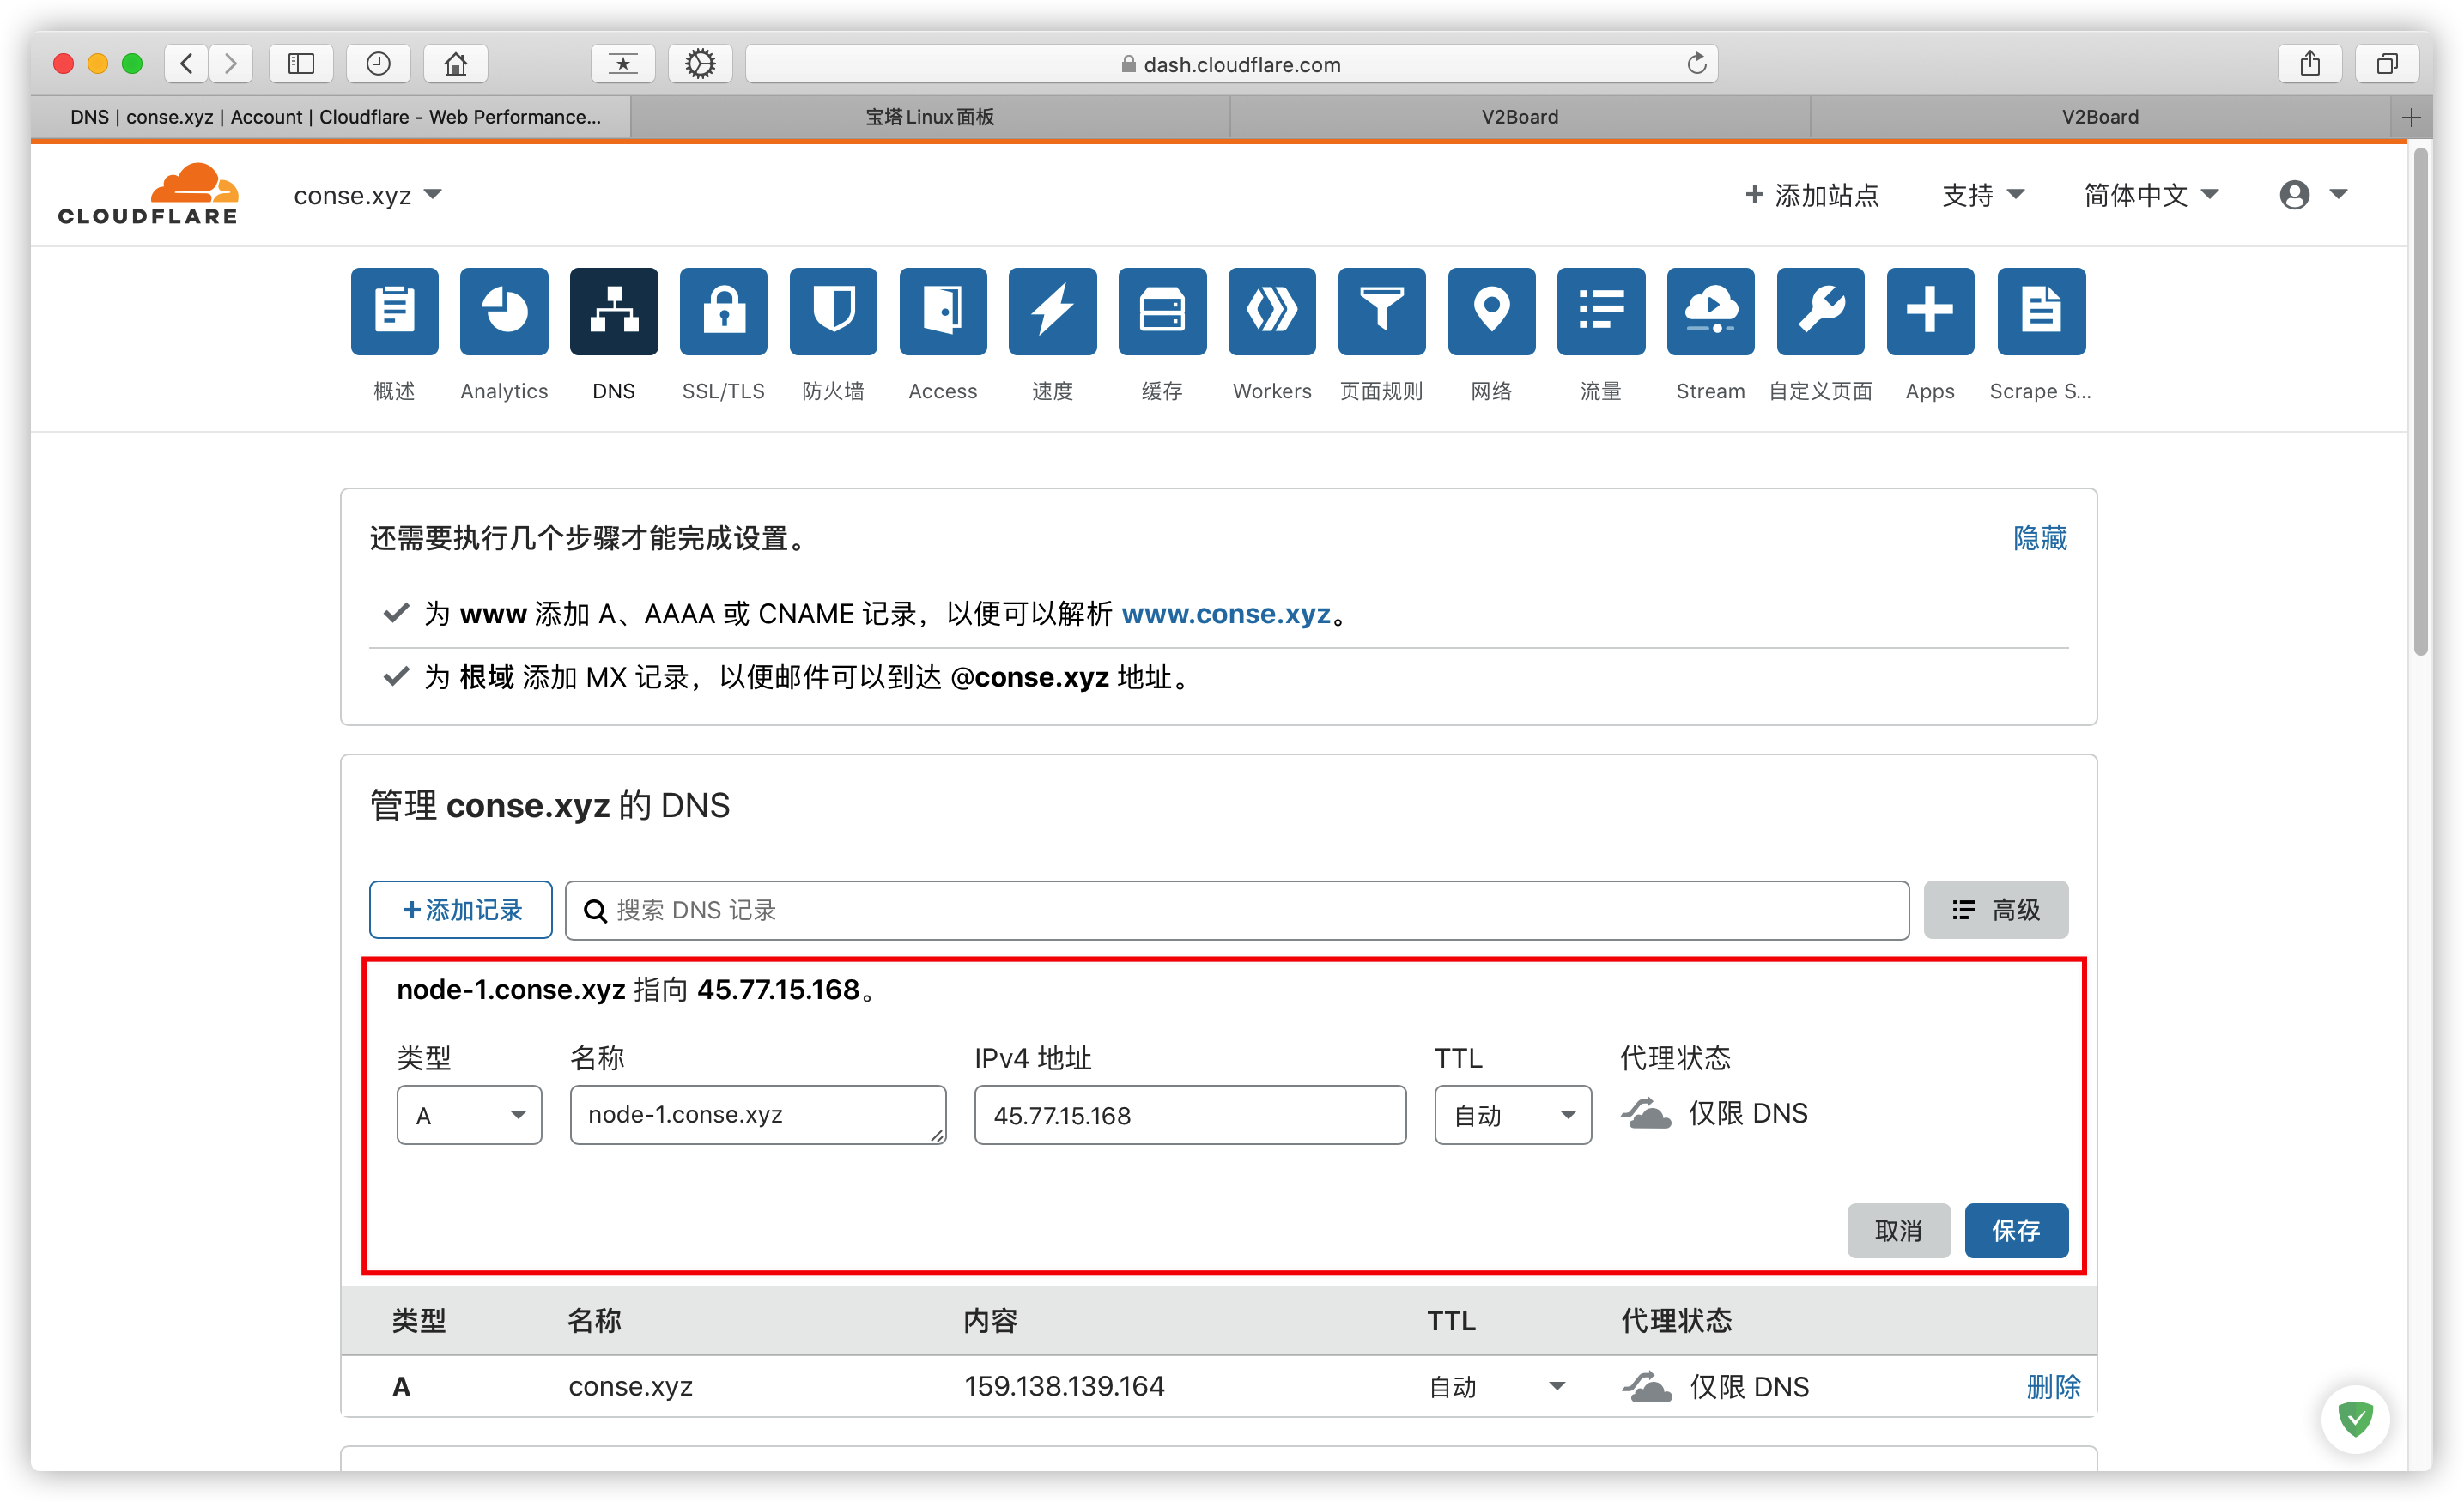 dash.cloudflare.com
DNS | conse.xyz | Account | Cloudflare - Web Performance...
宝塔Linux面板
V2Board
V2Board
CLOUDFLARE
conse.xyz
添加站点
支持
简体中文
概述
Analytics
DNS
SSL/TLS
防火墙
Access
速度
缓存
Workers
页面规则
网络
流量
Stream
自定义页面
Apps
Scrape S...
还需要执行几个步骤才能完成设置。
隐藏
为 www 添加 A、AAAA 或 CNAME 记录，以便可以解析 www.conse.xyz。
为 根域 添加 MX 记录，以便邮件可以到达 @conse.xyz 地址。
管理 conse.xyz 的 DNS
+添加记录
搜索 DNS 记录
高级
node-1.conse.xyz 指向 45.77.15.168。
类型 名称 IPv4 地址 TTL 代理状态
A node-1.conse.xyz 45.77.15.168 自动 仅限 DNS
取消 保存
类型 名称 内容 TTL 代理状态
A conse.xyz 159.138.139.164 自动 仅限 DNS 删除